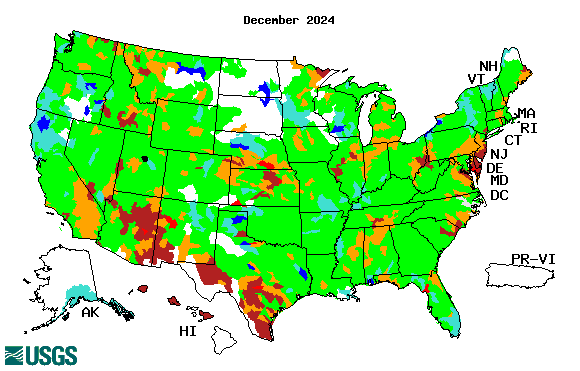 December 2024
NH
VT
MA
RI
CT
NJ
DE
MD
DC
PR-VI
AK
HI
USGS